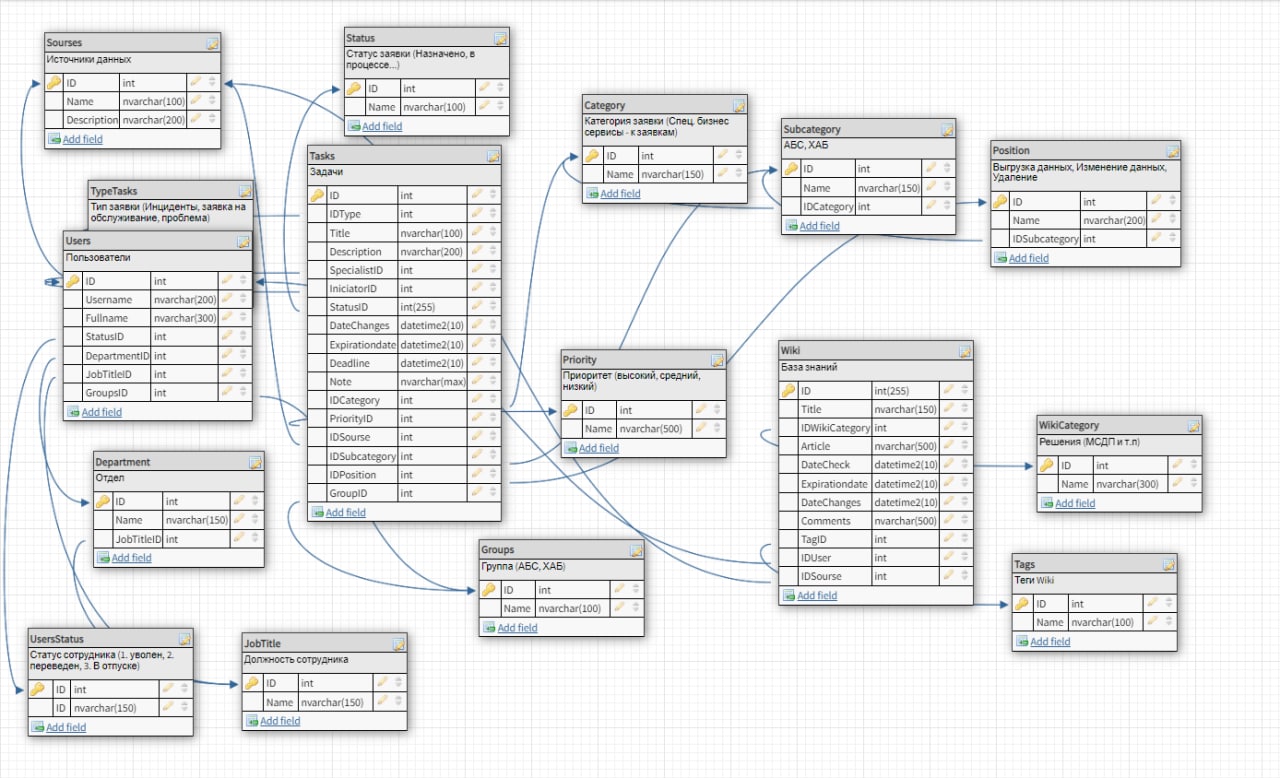 Sourses
Источники данных
ID int
Name nvarchar(100)
Description nvarchar(200)
Add field
Status
Статус заявки (Назначено, в
процессе...)
ID int
Name nvarchar(100)
Add field
Category
Категория заявки (Спец. бизнес
сервисы - к заявкам)
ID int
Name nvarchar(150)
Add field
Subcategory
АБС, ХАБ
ID int
Name nvarchar(150)
IDCategory int
Add field
Position
Выгрузка данных, Изменение данных,
Удаление
ID int
Name nvarchar(200)
IDSubcategory int
Add field
TypeTasks
Тип заявки (Инциденты, заявка на
обслуживание, проблема)
Users
Пользователи
ID int
Username nvarchar(200)
Fullname nvarchar(300)
StatusID int
DepartmentID int
JobTitleID int
GroupsID int
Add field
Tasks
Задачи
ID int
IDType int
Title nvarchar(100)
Description nvarchar(200)
SpecialistID int
IniciatorID int
StatusID int(255)
DateChanges datetime2(10)
Expirationdate datetime2(10)
Deadline datetime2(10)
Note nvarchar(max)
IDCategory int
PriorityID int
IDSourse int
IDSubcategory int
IDPosition int
GroupID int
Add field
Priority
Приоритет (высокий, средний,
низкий)
ID int
Name nvarchar(500)
Add field
Wiki
База знаний
ID int(255)
Title nvarchar(150)
IDWikiCategory int
Article nvarchar(500)
DateCheck datetime2(10)
Expirationdate datetime2(10)
DateChanges datetime2(10)
Comments nvarchar(500)
TagID int
IDUser int
IDSourse int
Add field
WikiCategory
Решения (МСДП и т.п)
ID int
Name nvarchar(300)
Add field
Department
Отдел
ID int
Name nvarchar(150)
JobTitleID int
Add field
Groups
Группа (АБС, ХАБ)
ID int
Name nvarchar(100)
Add field
Tags
Теги Wiki
ID int
Name nvarchar(100)
Add field
UsersStatus
Статус сотрудника (1. уволен, 2.
переведен, 3. В отпуске)
ID int
ID nvarchar(150)
Add field
JobTitle
Должность сотрудника
ID int
Name nvarchar(150)
Add field